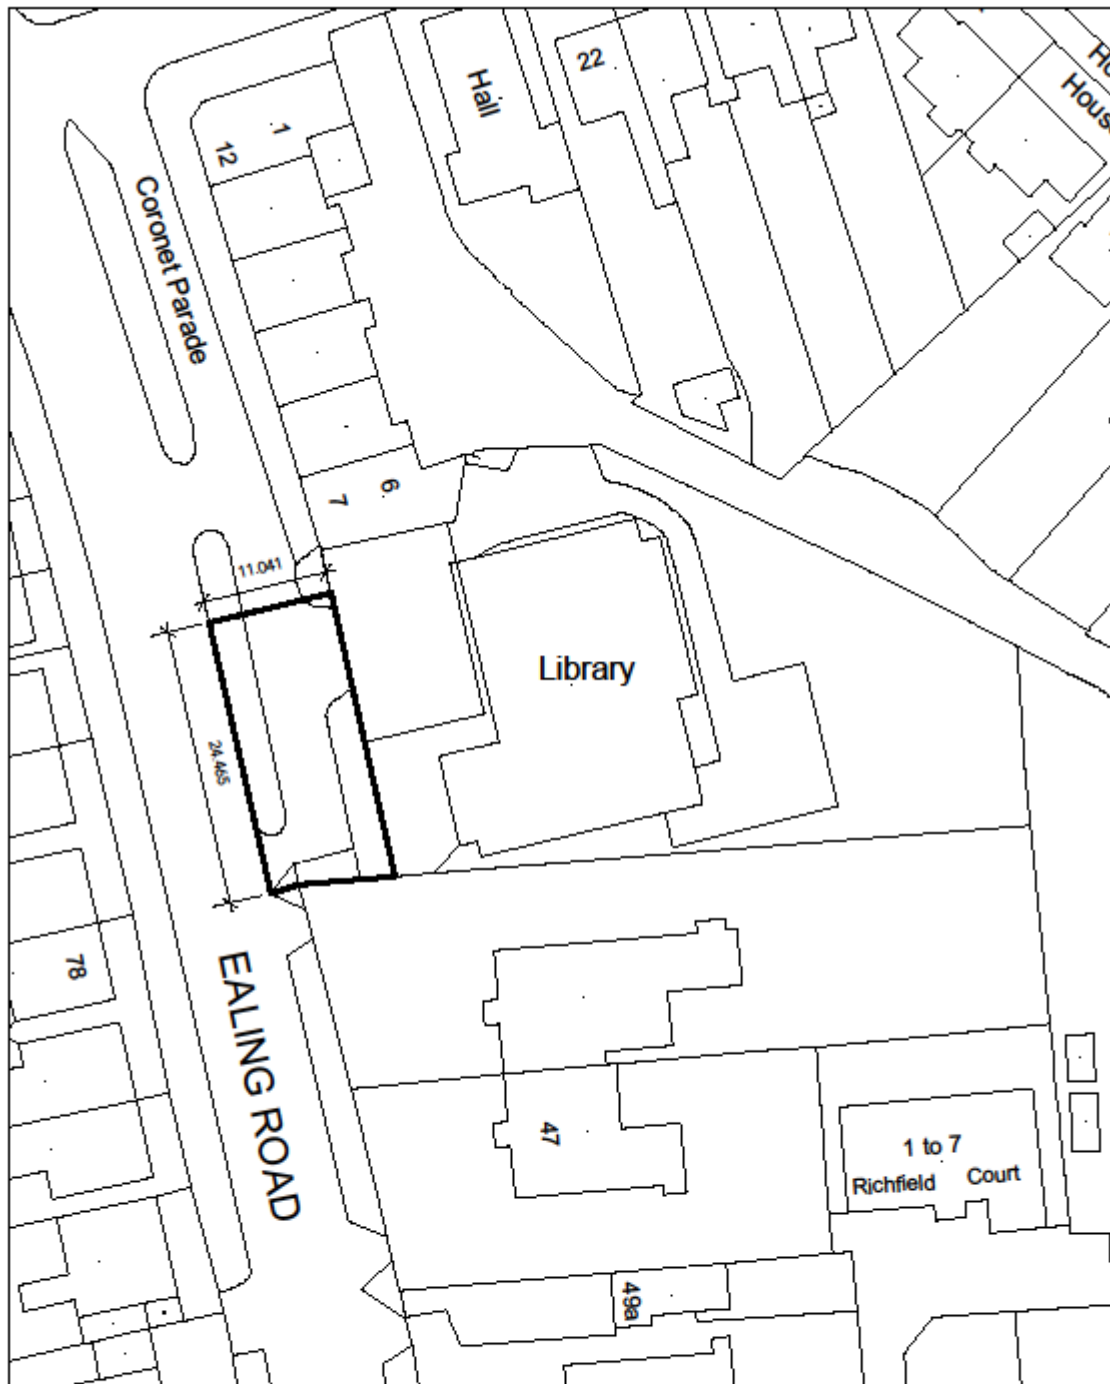 Hall
22
Hous
1
12
Coronet Parade
6
7
11.041
Library
24.465
78
EALING ROAD
47
1 to 7
Richfield Court
49a